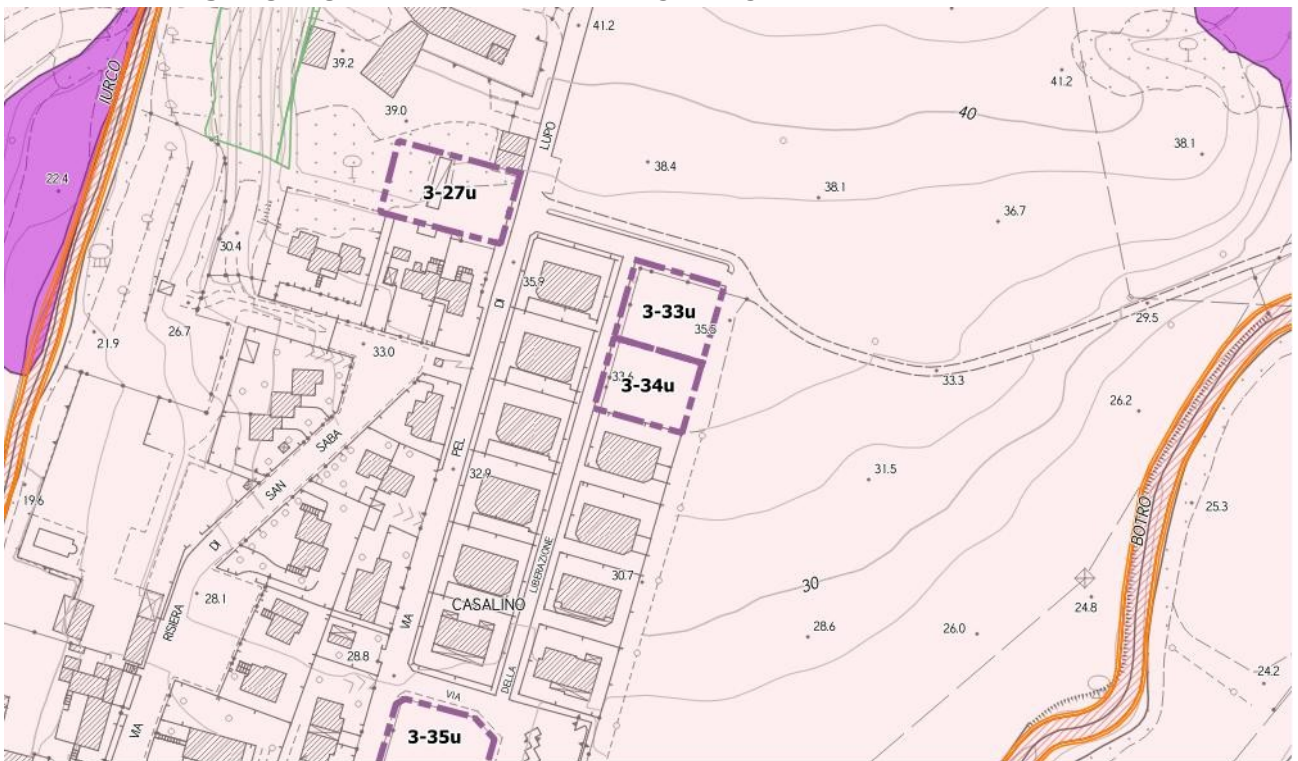 41.2
39.2
IURCO
41.2
39.0
40
LUPO
38.1
38.4
22.4
3-27u
38.1
36.7
30.4
35.9
DI
3-33u
29.5
35.5
26.7
21.9
33.0
33.3
3-34u
26.2
SABA
PEL
32.9
31.5
SAN
19.6
25.3
BOTRO
DI
LIBERAZIONE
30.7
30
28.1
CASALINO
24.8
RISIERA
VIA
28.6
26.0
28.8
24.2
DELLA
VIA
VIA
3-35u